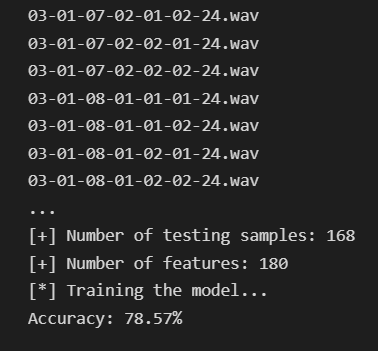 03-01-07-02-01-02-24.wav
03-01-07-02-02-01-24.wav
03-01-07-02-02-02-24.wav
03-01-08-01-01-01-24.wav
03-01-08-01-01-02-24.wav
03-01-08-01-02-01-24.wav
03-01-08-01-02-02-24.wav
...
[+] Number of testing samples: 168
[+] Number of features: 180
[*] Training the model...
Accuracy: 78.57%